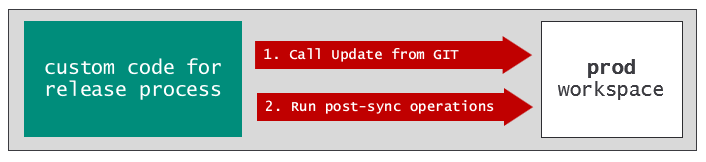 custom code for
release process
1. Call Update from GIT
2. Run post-sync operations
prod
workspace